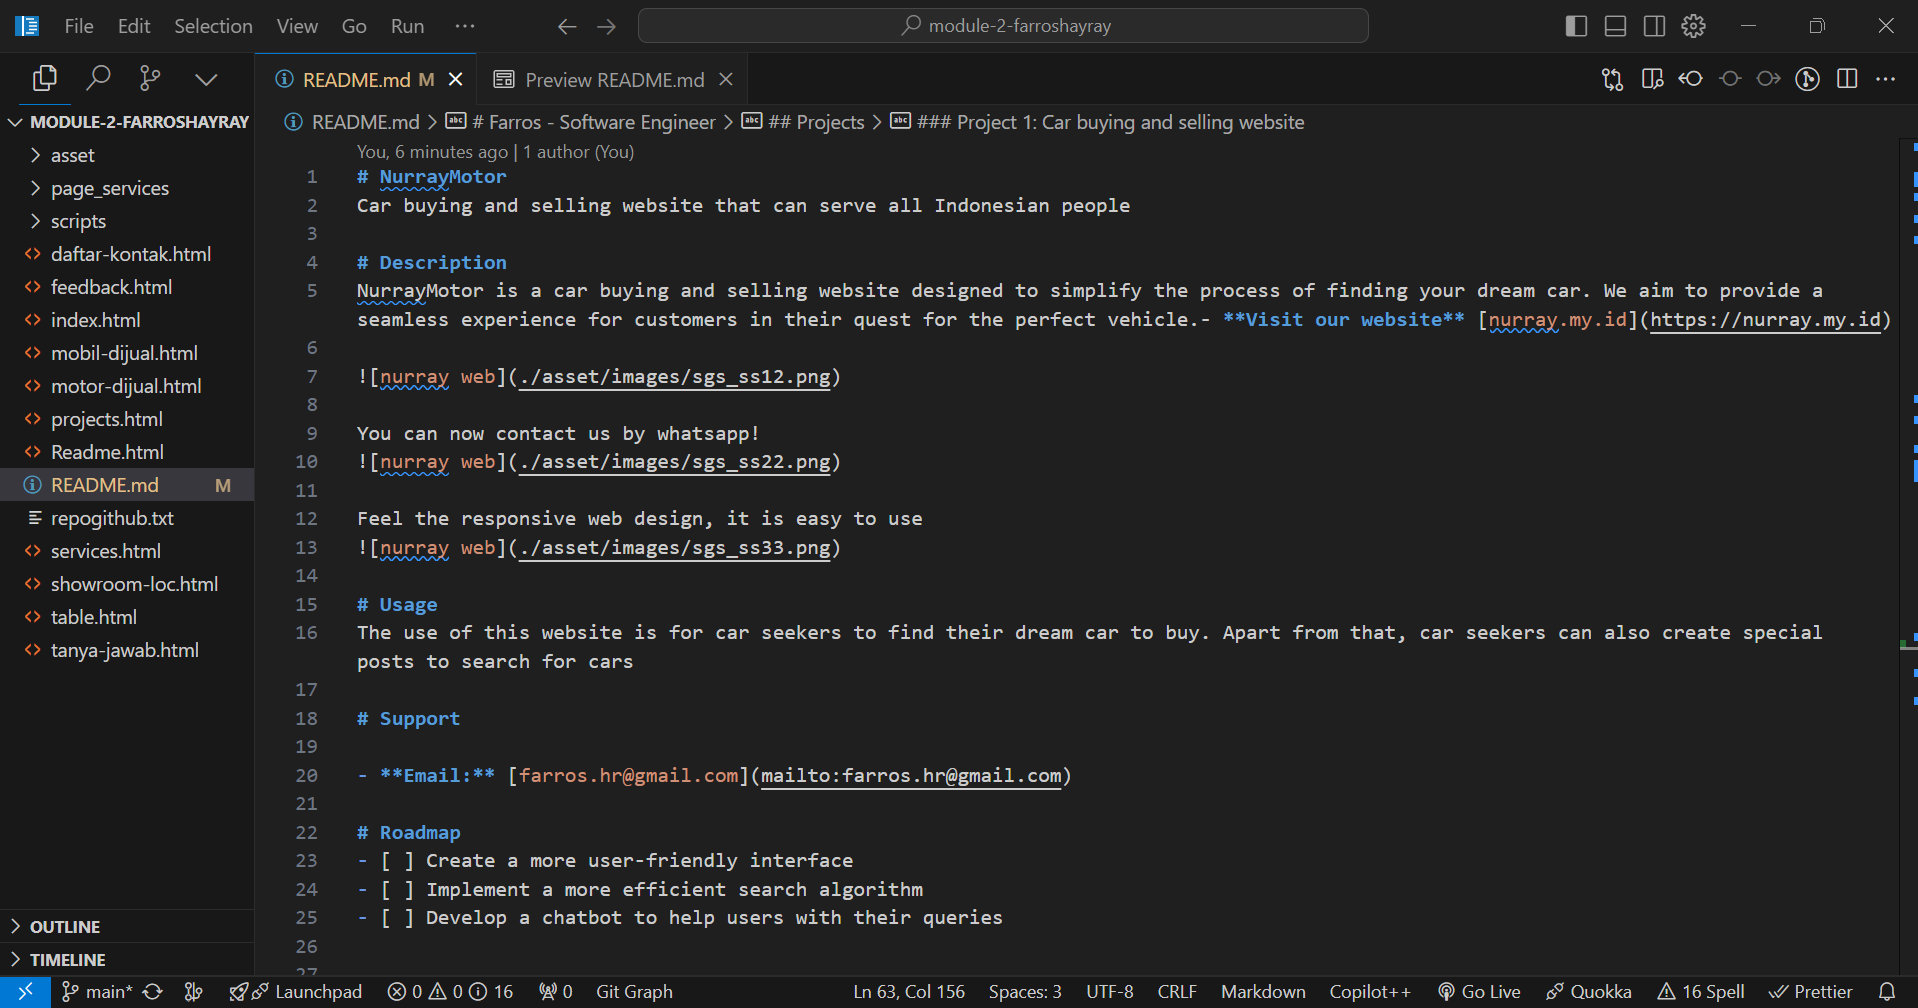 File Edit Selection View Go Run ···
module-2-farroshayray
README.md M
Preview README.md
MODULE-2-FARROSHAYRAY
asset
page_services
scripts
daftar-kontak.html
feedback.html
index.html
mobil-dijual.html
motor-dijual.html
projects.html
Readme.html
README.md M
repogithub.txt
services.html
showroom-loc.html
table.html
tanya-jawab.html
OUTLINE
TIMELINE
README.md > # Farros - Software Engineer > ## Projects > ### Project 1: Car buying and selling website
You, 6 minutes ago | 1 author (You)
1 # NurrayMotor
2 Car buying and selling website that can serve all Indonesian people
3
4 # Description
5 NurrayMotor is a car buying and selling website designed to simplify the process of finding your dream car. We aim to provide a
seamless experience for customers in their quest for the perfect vehicle.- **Visit our website** [nurray.my.id](https://nurray.my.id)
6
7 ![nurray web](./asset/images/sgs_ss12.png)
8
9 You can now contact us by whatsapp!
10 ![nurray web](./asset/images/sgs_ss22.png)
11
12 Feel the responsive web design, it is easy to use
13 ![nurray web](./asset/images/sgs_ss33.png)
14
15 # Usage
16 The use of this website is for car seekers to find their dream car to buy. Apart from that, car seekers can also create special
posts to search for cars
17
18 # Support
19
20 - **Email:** [farros.hr@gmail.com](mailto:farros.hr@gmail.com)
21
22 # Roadmap
23 - [ ] Create a more user-friendly interface
24 - [ ] Implement a more efficient search algorithm
25 - [ ] Develop a chatbot to help users with their queries
26
27
main* Launchpad 0 0 16 0 Git Graph Ln 63, Col 156 Spaces: 3 UTF-8 CRLF Markdown Copilot++ Go Live Quokka 16 Spell Prettier